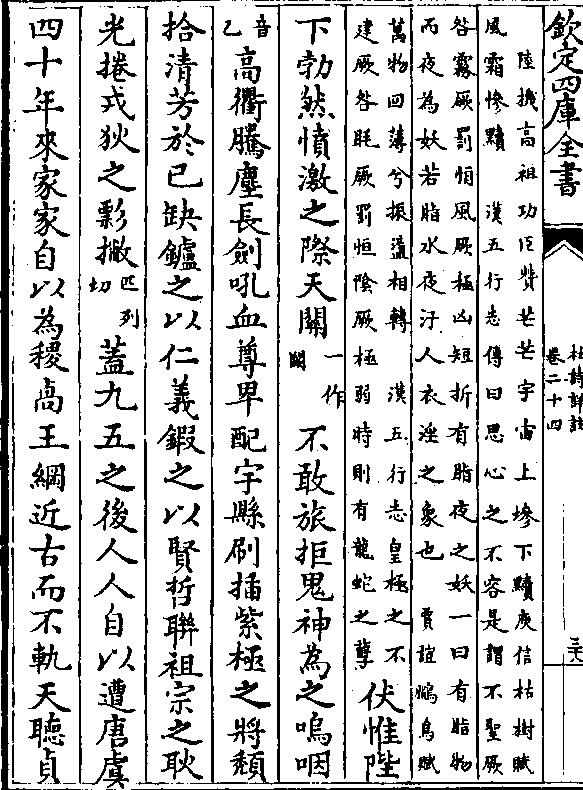 欽定四庫全書
杜詩詳註
卷二十四
三六
陸機高祖功臣賛芒芒宇宙上墋下黷庾信枯樹賦
風霜慘黷　漢五行志傳曰思心之不容是謂不聖厥
咎霧厥罰恒風厥極凶短折有脂夜之妖一曰有脂物
而夜為妖若脂水夜汙人衣淫之象也　賈誼鵩鳥賦
萬物回薄兮振盪相轉　漢五行志皇極之不
建厥咎眊厥罰恒陰厥極弱時則有龍蛇之孽
伏惟陛
下勃然憤激之際天關一作闕不敢旅拒鬼神為之嗚咽
音乙高衢騰塵長劍吼血尊卑配宇縣刷插紫極之將頹
拾清芳於已缺鑪之以仁義鍜之以賢哲聯祖宗之耿
光捲戎狄之彯撇匹列切蓋九五之後人人自以遭唐虞
四十年來家家自以為稷卨王綱近古而不軌天聽貞